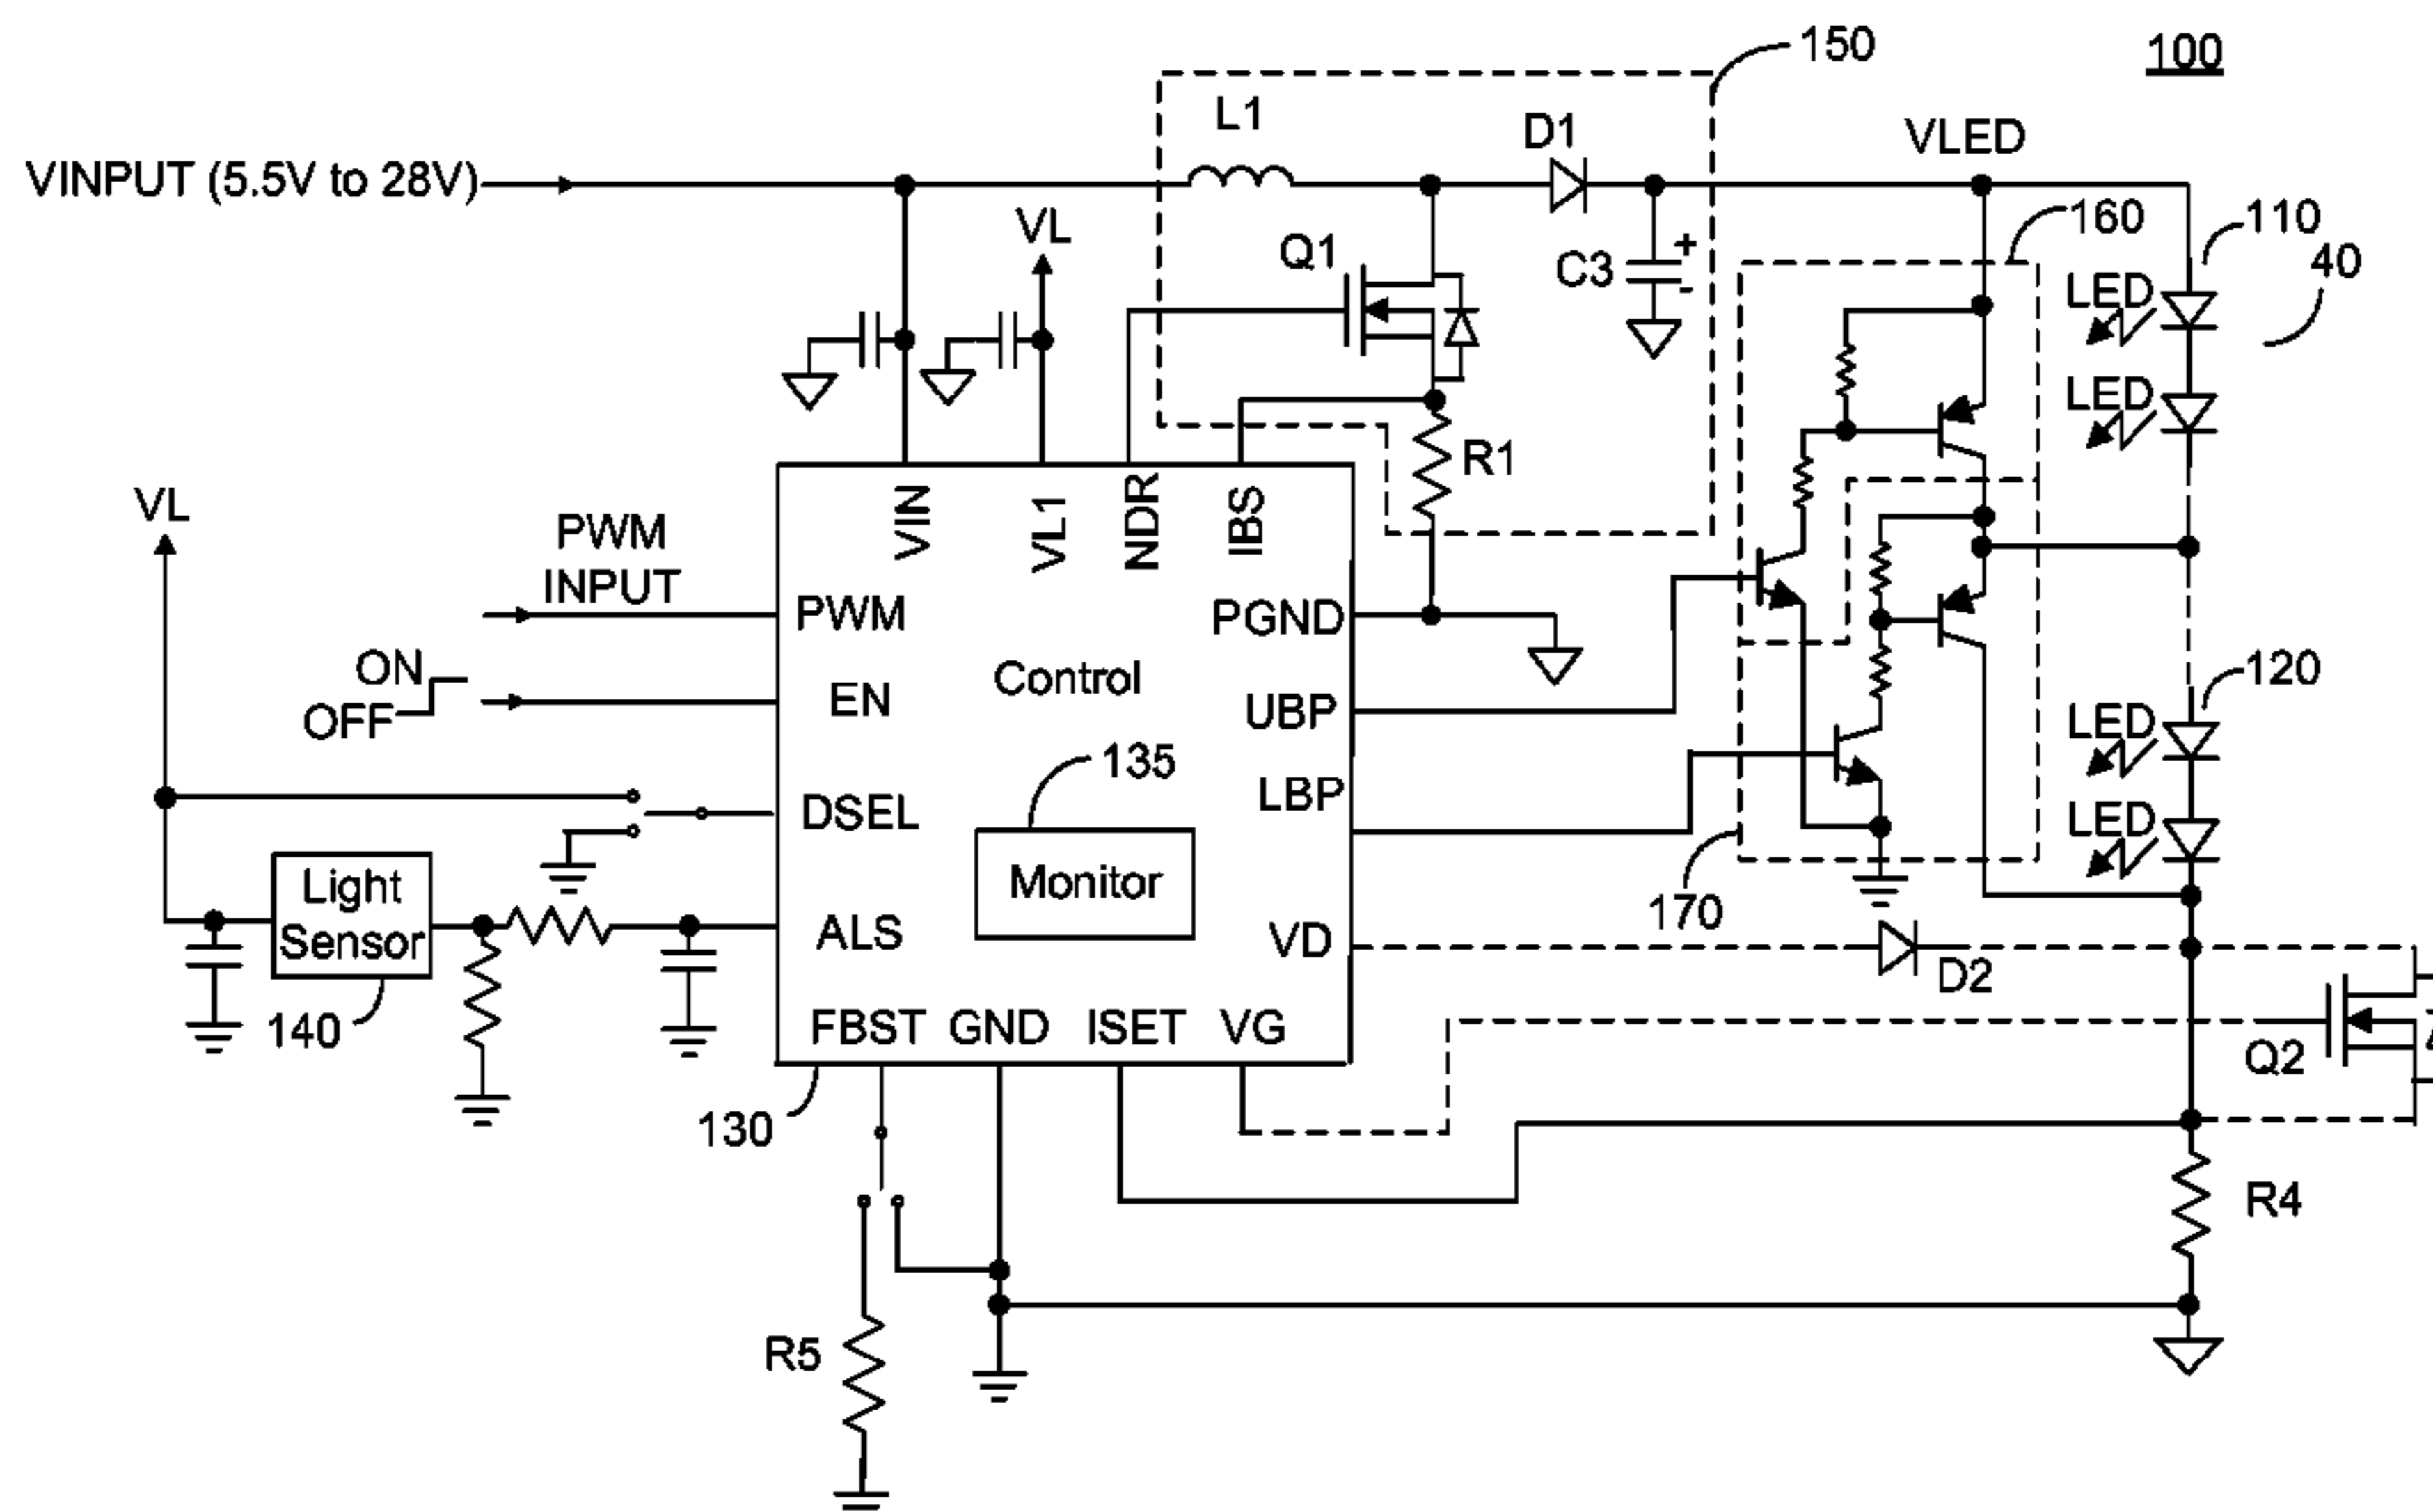 150
100
L1
D1
VLED
VINPUT (5.5V to 28V)
VL
160
110
Q1
C3
+
-
40
LED
LED
R1
VL
PWM
INPUT
VIN
VL1
NDR
IBS
PWM
PGND
ON
OFF
EN
Control
UBP
120
LED
135
LBP
DSEL
LED
Monitor
170
Light
Sensor
ALS
VD
D2
140
FBST
GND
ISET
VG
Q2
130
R4
R5